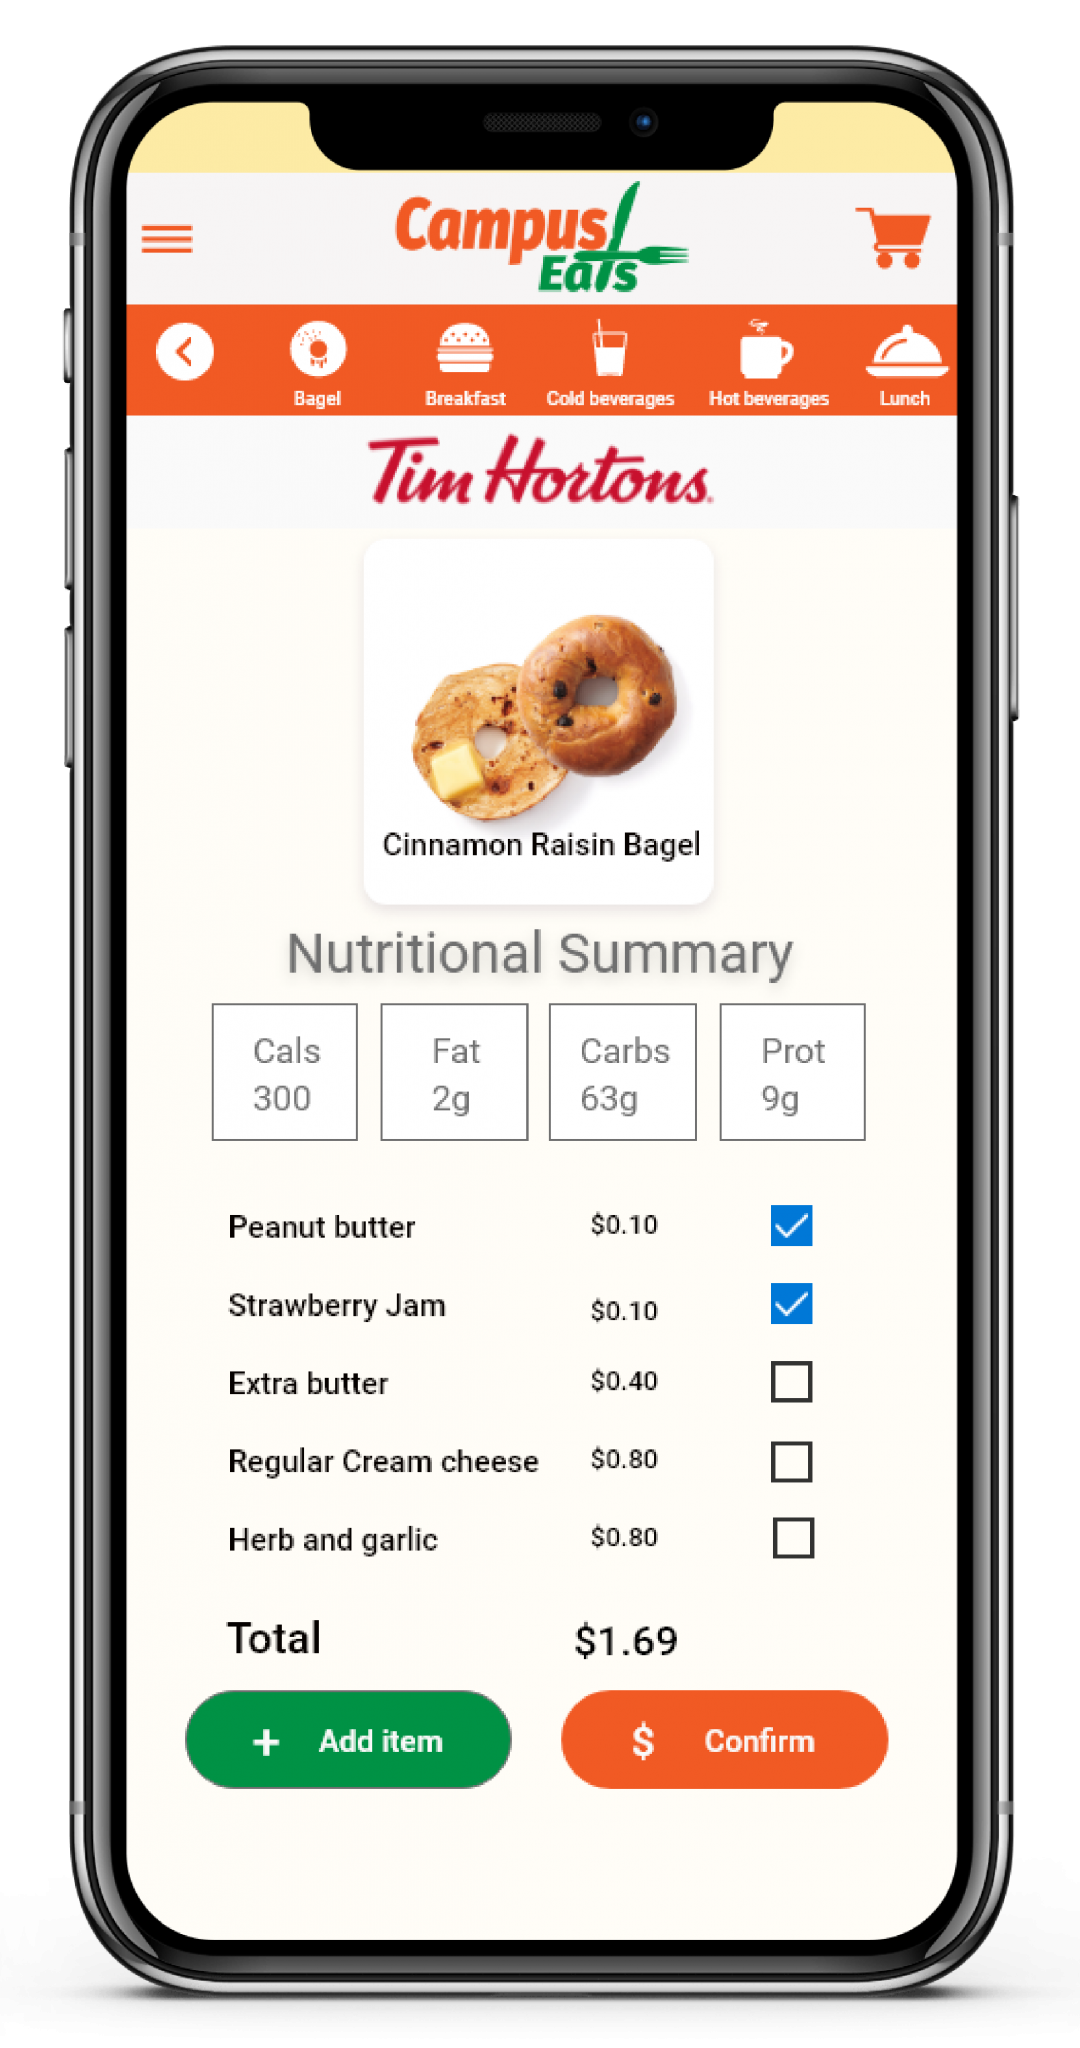 Campus
Eats
Bagel
Breakfast
Cold beverages
Hot beverages
Lunch
Tim Hortons
Cinnamon Raisin Bagel
Nutritional Summary
Cals
300
Fat
2g
Carbs
63g
Prot
9g
Peanut butter $0.10
Strawberry Jam $0.10
Extra butter $0.40
Regular Cream cheese $0.80
Herb and garlic $0.80
Total $1.69
+ Add item
$ Confirm